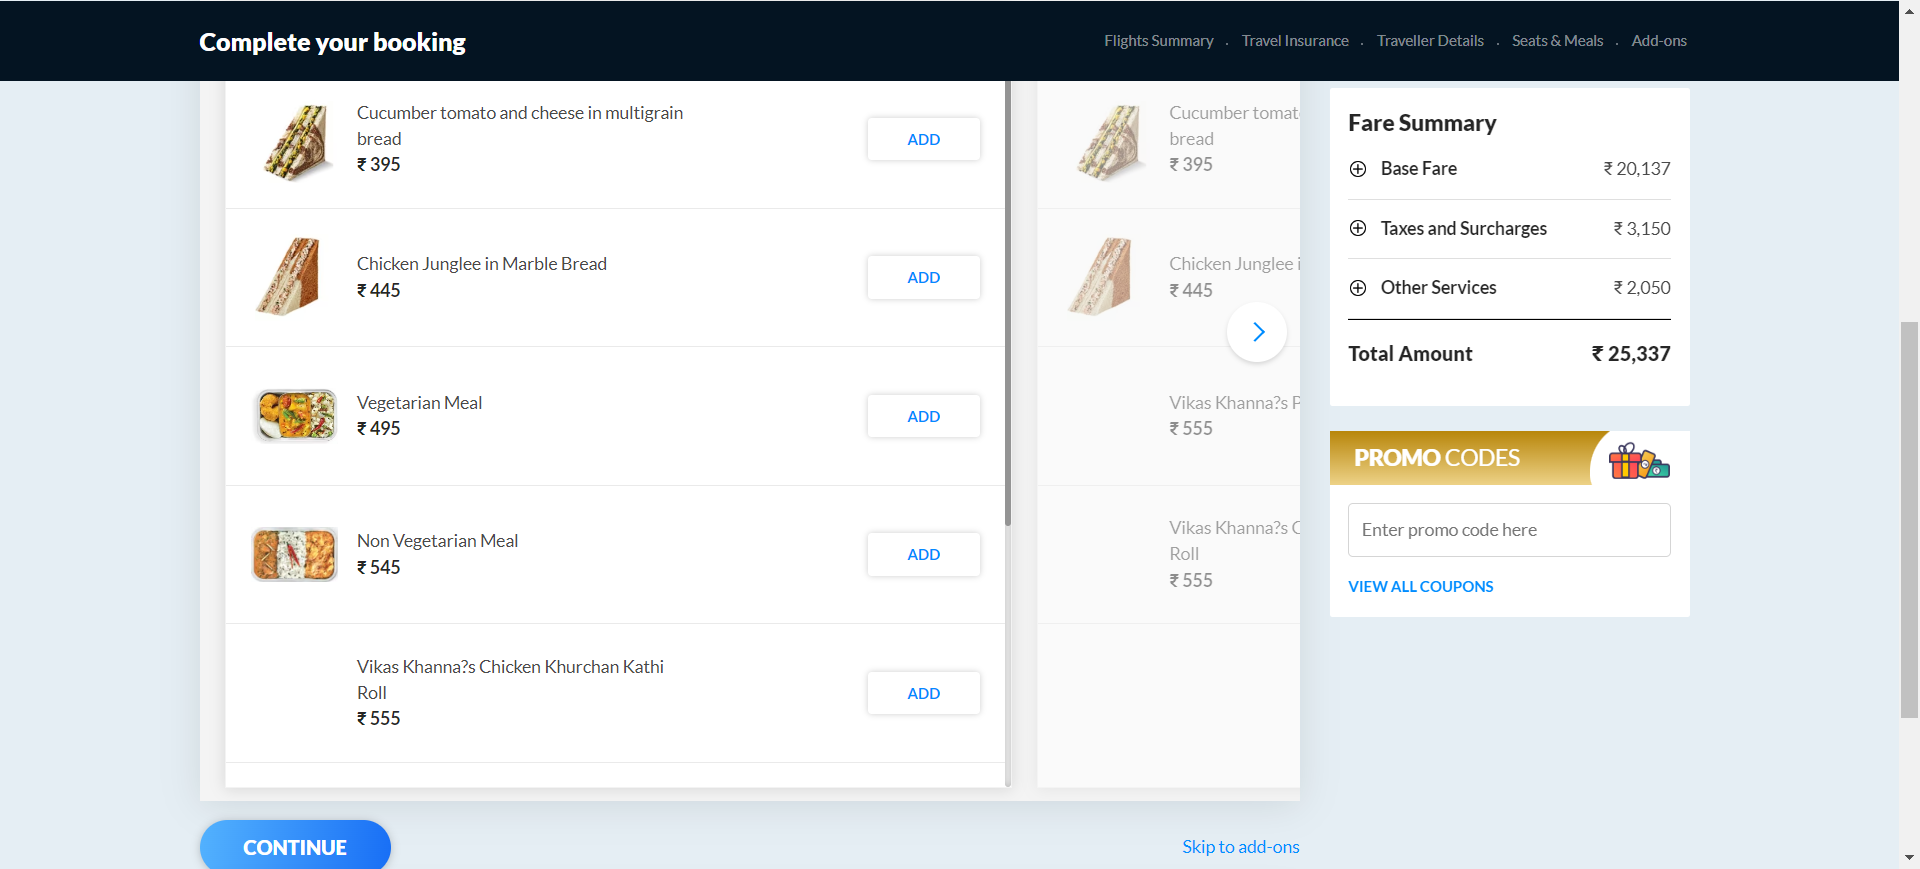 Complete your booking
Flights Summary . Travel Insurance . Traveller Details . Seats & Meals . Add-ons
Cucumber tomato and cheese in multigrain
bread
₹ 395
ADD
Chicken Junglee in Marble Bread
₹ 445
ADD
Vegetarian Meal
₹ 495
ADD
Non Vegetarian Meal
₹ 545
ADD
Vikas Khanna?s Chicken Khurchan Kathi
Roll
₹ 555
ADD
Cucumber tomat
bread
₹ 395
Chicken Junglee i
₹ 445
Vikas Khanna?s P
₹ 555
Vikas Khanna?s C
Roll
₹ 555
Fare Summary
Base Fare ₹ 20,137
Taxes and Surcharges ₹ 3,150
Other Services ₹ 2,050
Total Amount ₹ 25,337
PROMO CODES
Enter promo code here
VIEW ALL COUPONS
CONTINUE
Skip to add-ons